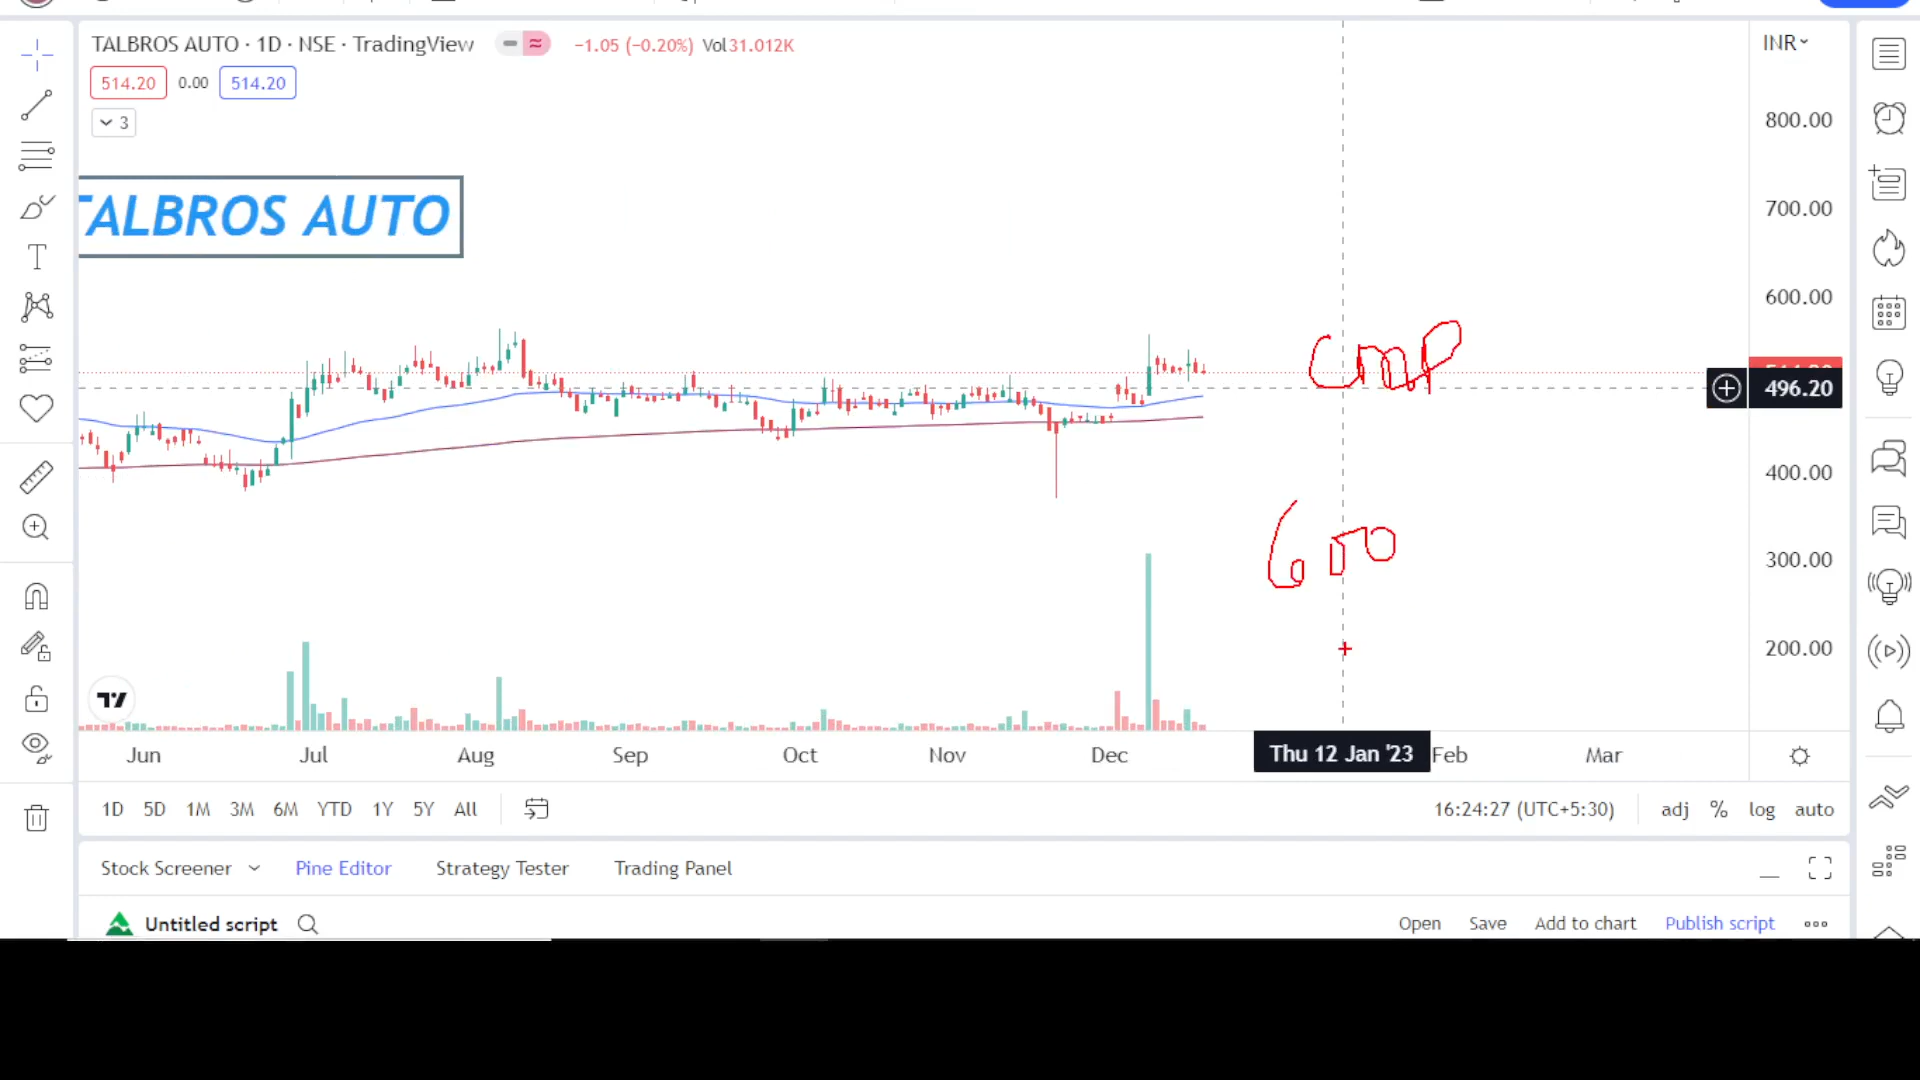 TALBROS AUTO · 1D · NSE · TradingView −1.05 (−0.20%) Vol 31.012K INR
514.20 0.00 514.20
3
800.00
TALBROS AUTO
700.00
600.00
CMP
496.20
400.00
600
300.00
200.00
Jun Jul Aug Sep Oct Nov Dec Thu 12 Jan '23 Feb Mar
1D 5D 1M 3M 6M YTD 1Y 5Y All 16:24:27 (UTC+5:30) adj % log auto
Stock Screener Pine Editor Strategy Tester Trading Panel
Untitled script Open Save Add to chart Publish script